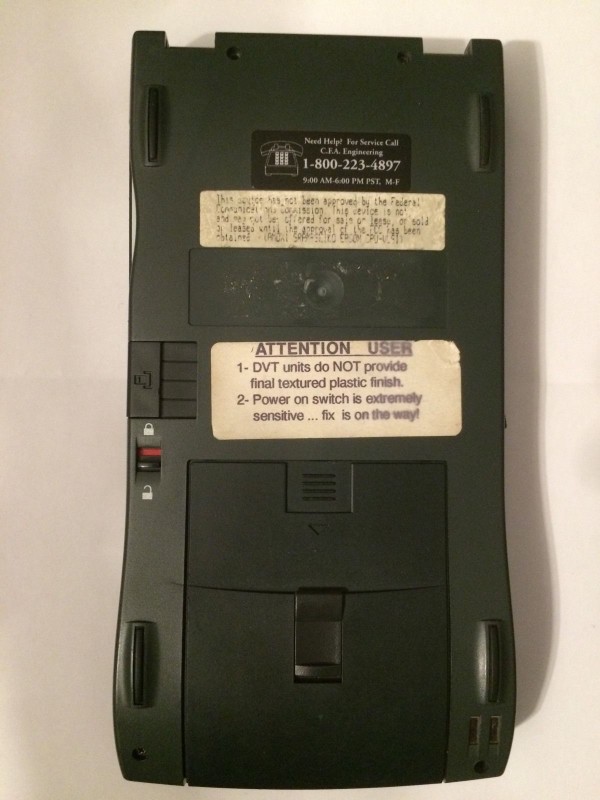 Need Help? For Service Call
C.F.A. Engineering
1-800-223-4897
9:00 AM-6:00 PM PST, M-F
This device has not been approved by the Federal
Communications Commission. This device is not
and may not be offered for sale or lease, or sold
or leased until the approval of the FCC has been
obtained.
ATTENTION USER
1- DVT units do NOT provide
final textured plastic finish.
2- Power on switch is extremely
sensitive ... fix is on the way!